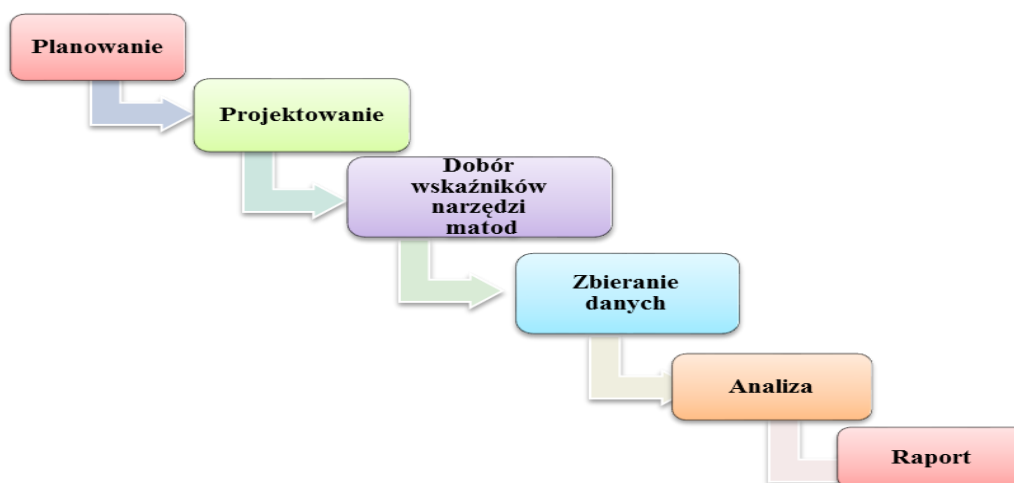 Planowanie
Projektowanie
Dobór
wskaźników
narzędzi
matod
Zbieranie
danych
Analiza
Raport